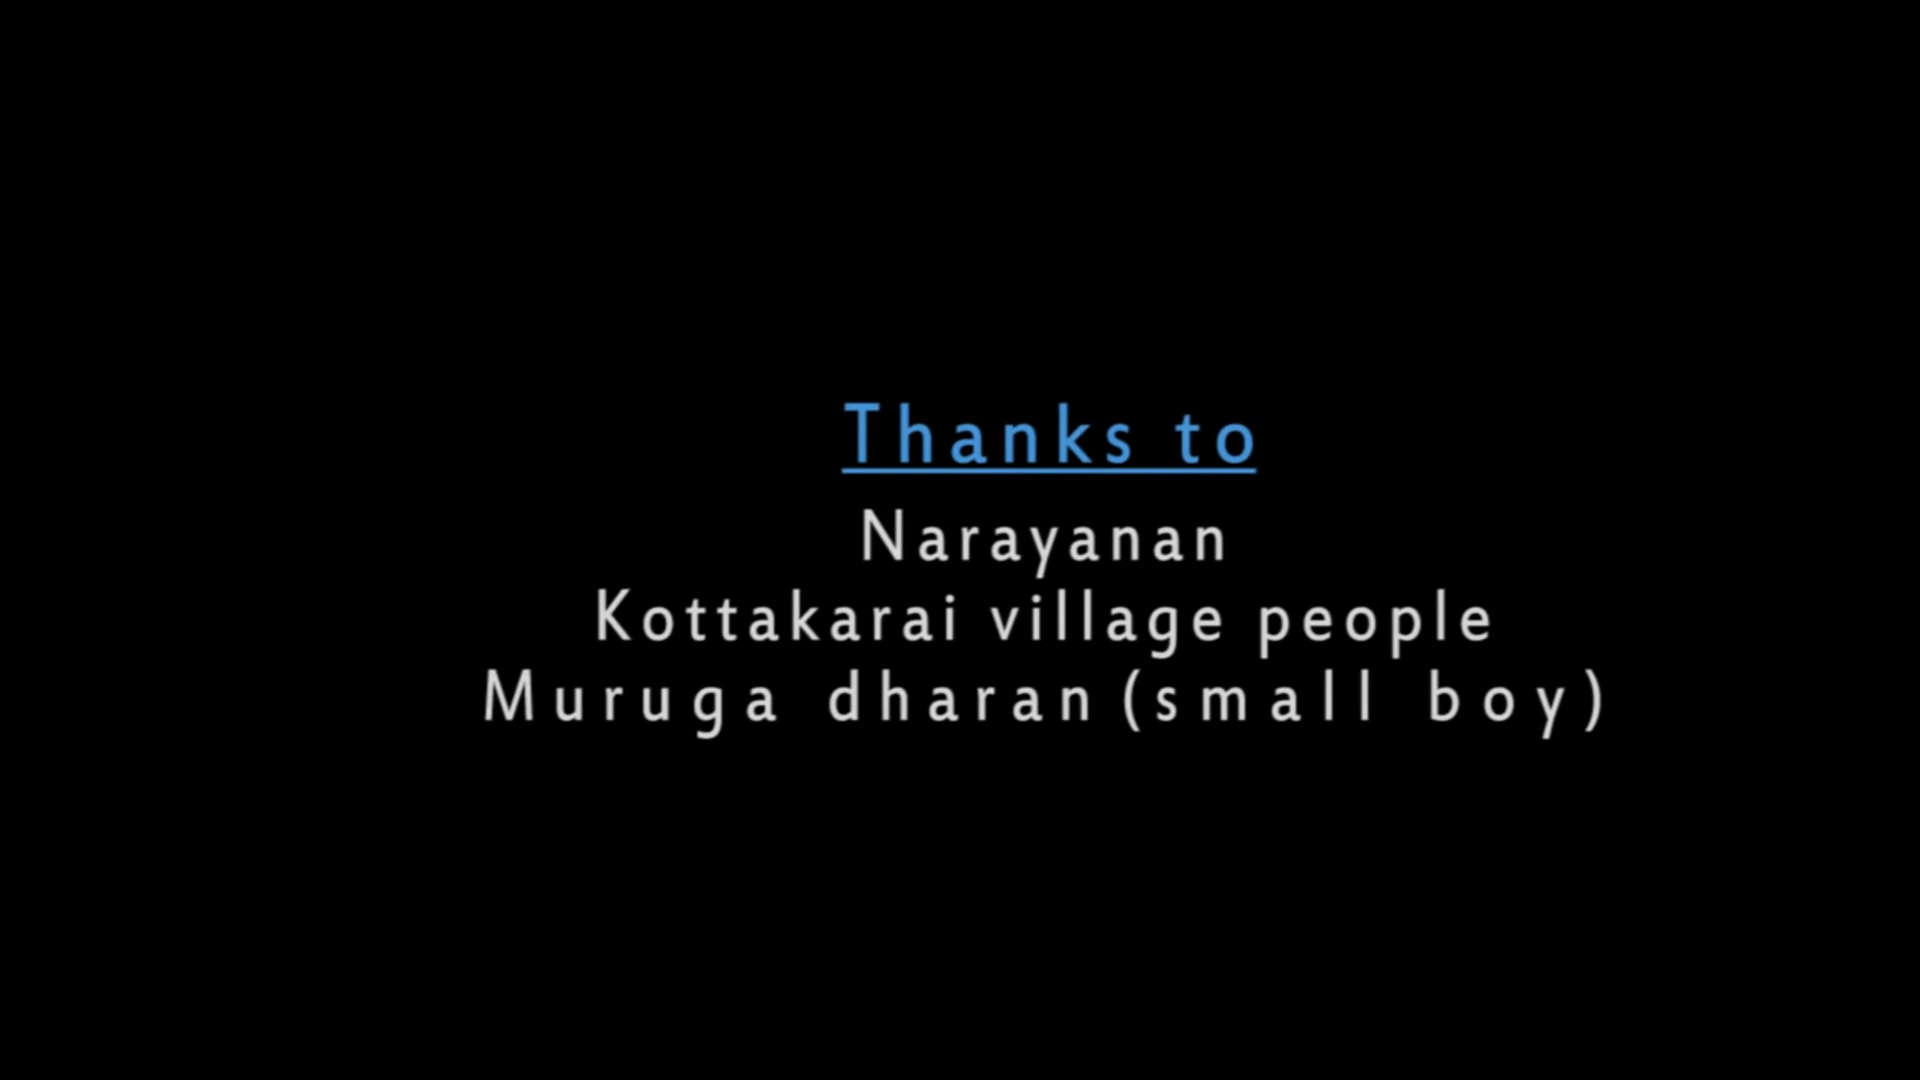 Thanks to
Narayanan
Kottakarai village people
Muruga dharan (small boy)